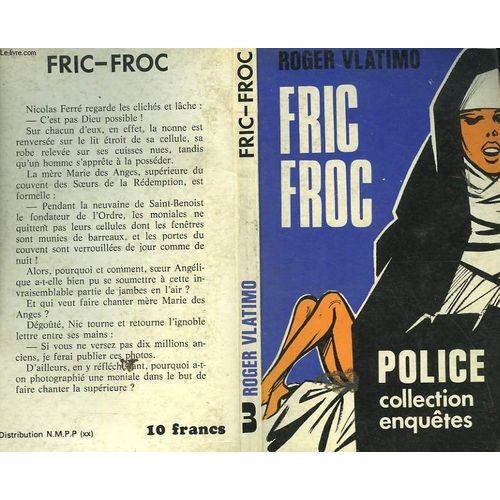 FRIC-FROC
Nicolas Ferré regarde les clichés et lâche :
— C'est pas Dieu possible !
Sur chacun d'eux, en effet, la nonne est
renversée sur le lit étroit de sa cellule, sa
robe relevée sur ses cuisses nues, tandis
qu'un homme s'apprête à la posséder.
La mère Marie des Anges, supérieure du
couvent des Sœurs de la Rédemption, est
formelle :
— Pendant la neuvaine de Saint-Benoist
le fondateur de l'Ordre, les moniales ne
quittent pas leurs cellules dont les fenêtres
sont munies de barreaux, et les portes du
couvent sont verrouillées de jour comme de
nuit !
Alors, pourquoi et comment, sœur Angéli-
que a-t-elle bien pu se soumettre à cette in-
vraisemblable partie de jambes en l'air ?
Et qui veut faire chanter mère Marie des
Anges ?
Dégoûté, Nic tourne et retourne l'ignoble
lettre entre ses mains :
— Si vous ne versez pas dix millions an-
ciens, je ferai publier ces photos.
D'ailleurs, en y réfléchissant, pourquoi a-t-
on photographié une moniale dans le but de
faire chanter la supérieure ?
Distribution N.M.P.P (xx)
10 francs
FRIC-FROC
ROGER VLATIMO
3
ROGER VLATIMO
FRIC
FROC
POLICE
collection
enquêtes
© Le-livre.com